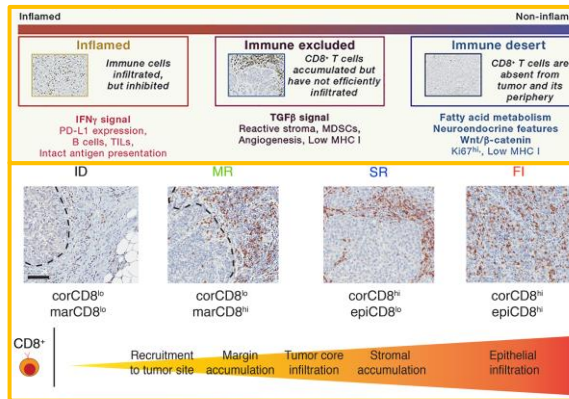 Inflamed
Non-inflam
Inflamed
Immune cells
infiltrated,
but inhibited
IFNγ signal
PD-L1 expression,
B cells, TILs,
Intact antigen presentation
Immune excluded
CD8⁺ T cells
accumulated but
have not efficiently
infiltrated
TGFβ signal
Reactive stroma, MDSCs,
Angiogenesis, Low MHC I
Immune desert
CD8⁺ T cells are
absent from
tumor and its
periphery
Fatty acid metabolism
Neuroendocrine features
Wnt/β-catenin
Ki67ʰⁱ, Low MHC I
ID
MR
SR
FI
corCD8ˡᵒ
marCD8ˡᵒ
corCD8ˡᵒ
marCD8ʰⁱ
corCD8ʰⁱ
epiCD8ˡᵒ
corCD8ʰⁱ
epiCD8ʰⁱ
CD8⁺
Recruitment
to tumor site
Margin
accumulation
Tumor core
infiltration
Stromal
accumulation
Epithelial
infiltration